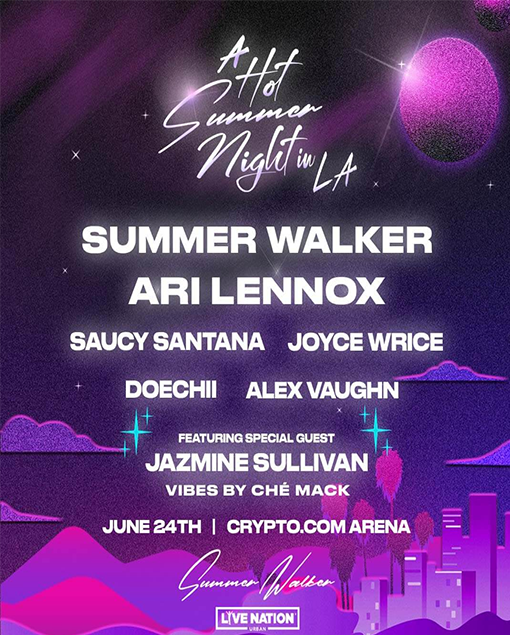 A
Hot
Summer
Night in
LA
SUMMER WALKER
ARI LENNOX
SAUCY SANTANA JOYCE WRICE
DOECHII ALEX VAUGHN
FEATURING SPECIAL GUEST
JAZMINE SULLIVAN
VIBES BY CHÉ MACK
JUNE 24TH | CRYPTO.COM ARENA
Summer Walker
LIVE NATION
URBAN